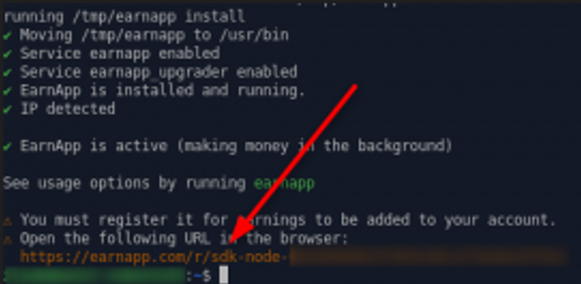 running /tmp/earnapp install
✔ Moving /tmp/earnapp to /usr/bin
✔ Service earnapp enabled
✔ Service earnapp_upgrader enabled
✔ EarnApp is installed and running.
✔ IP detected
✔ EarnApp is active (making money in the background)
See usage options by running earnapp
⚠ You must register it for earnings to be added to your account.
⚠ Open the following URL in the browser:
https://earnapp.com/r/sdk-node-
:~$